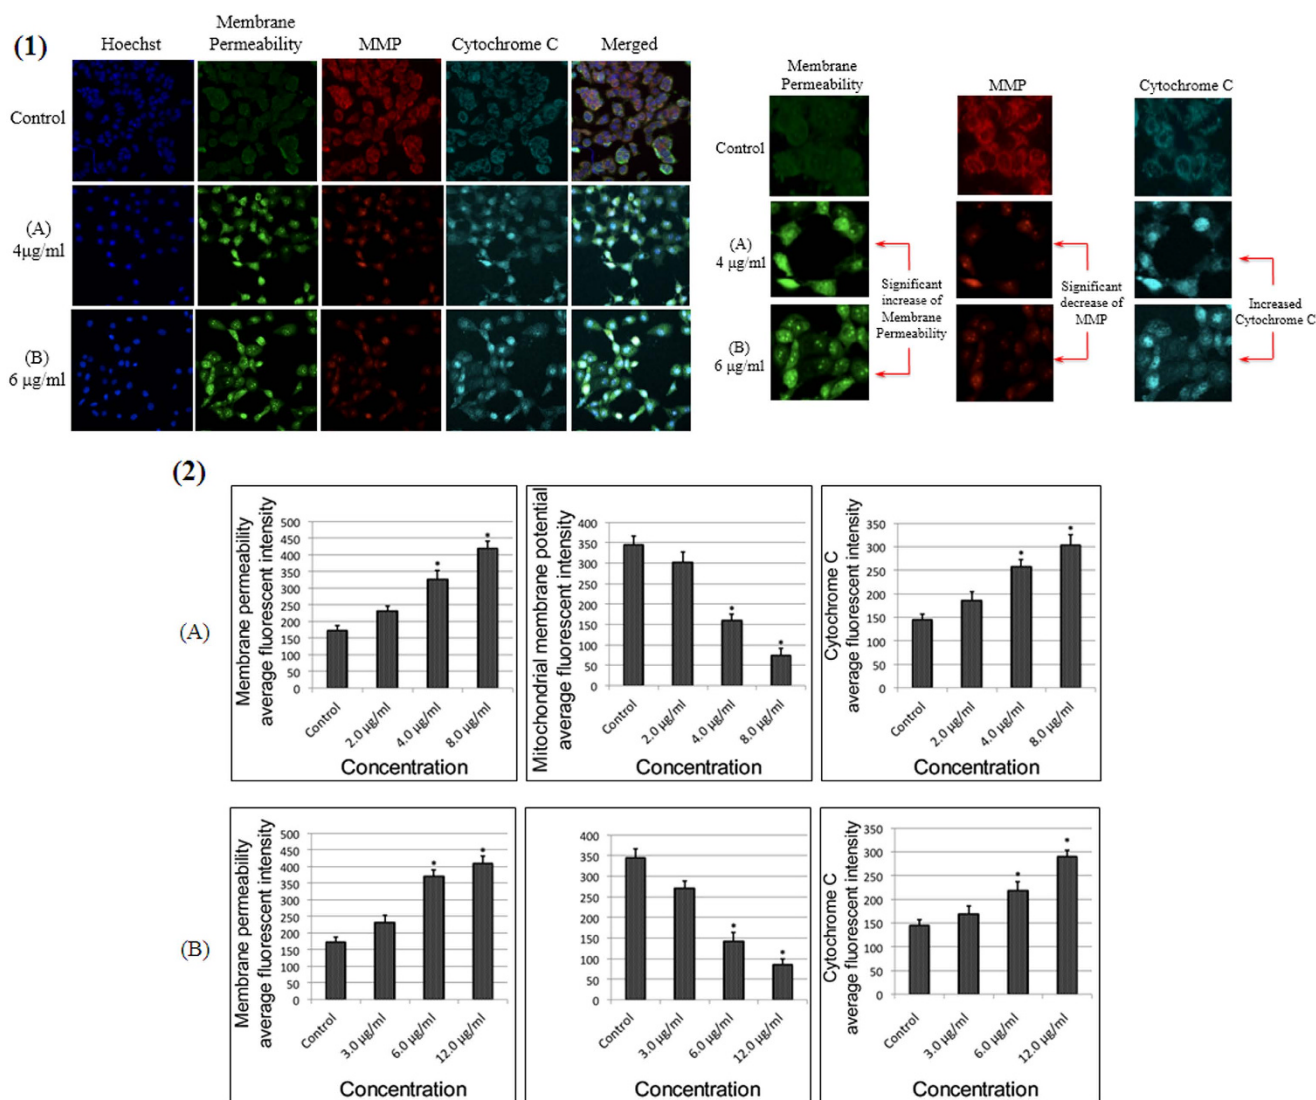 (1)
Hoechst
Membrane
Permeability
MMP
Cytochrome C
Merged
Control
(A)
4µg/ml
(B)
6 µg/ml
Membrane
Permeability
MMP
Cytochrome C
Control
(A)
4 µg/ml
(B)
6 µg/ml
Significant
increase of
Membrane
Permeability
Significant
decrease of
MMP
Increased
Cytochrome C
(2)
(A)
Membrane permeability
average fluorescent intensity
500
450
400
350
300
250
200
150
100
50
0
* *
Control 2.0 µg/ml 4.0 µg/ml 8.0 µg/ml
Concentration
Mitochondrial membrane potential
average fluorescent intensity
400
350
300
250
200
150
100
50
0
* *
Control 2.0 µg/ml 4.0 µg/ml 8.0 µg/ml
Concentration
Cytochrome C
average fluorescent intensity
350
300
250
200
150
100
50
0
* *
Control 2.0 µg/ml 4.0 µg/ml 8.0 µg/ml
Concentration
(B)
Membrane permeability
average fluorescent intensity
500
450
400
350
300
250
200
150
100
50
0
* *
Control 3.0 µg/ml 6.0 µg/ml 12.0 µg/ml
Concentration
400
350
300
250
200
150
100
50
0
* *
Control 3.0 µg/ml 6.0 µg/ml 12.0 µg/ml
Concentration
Cytochrome C
average fluorescent intensity
350
300
250
200
150
100
50
0
* *
Control 3.0 µg/ml 6.0 µg/ml 12.0 µg/ml
Concentration